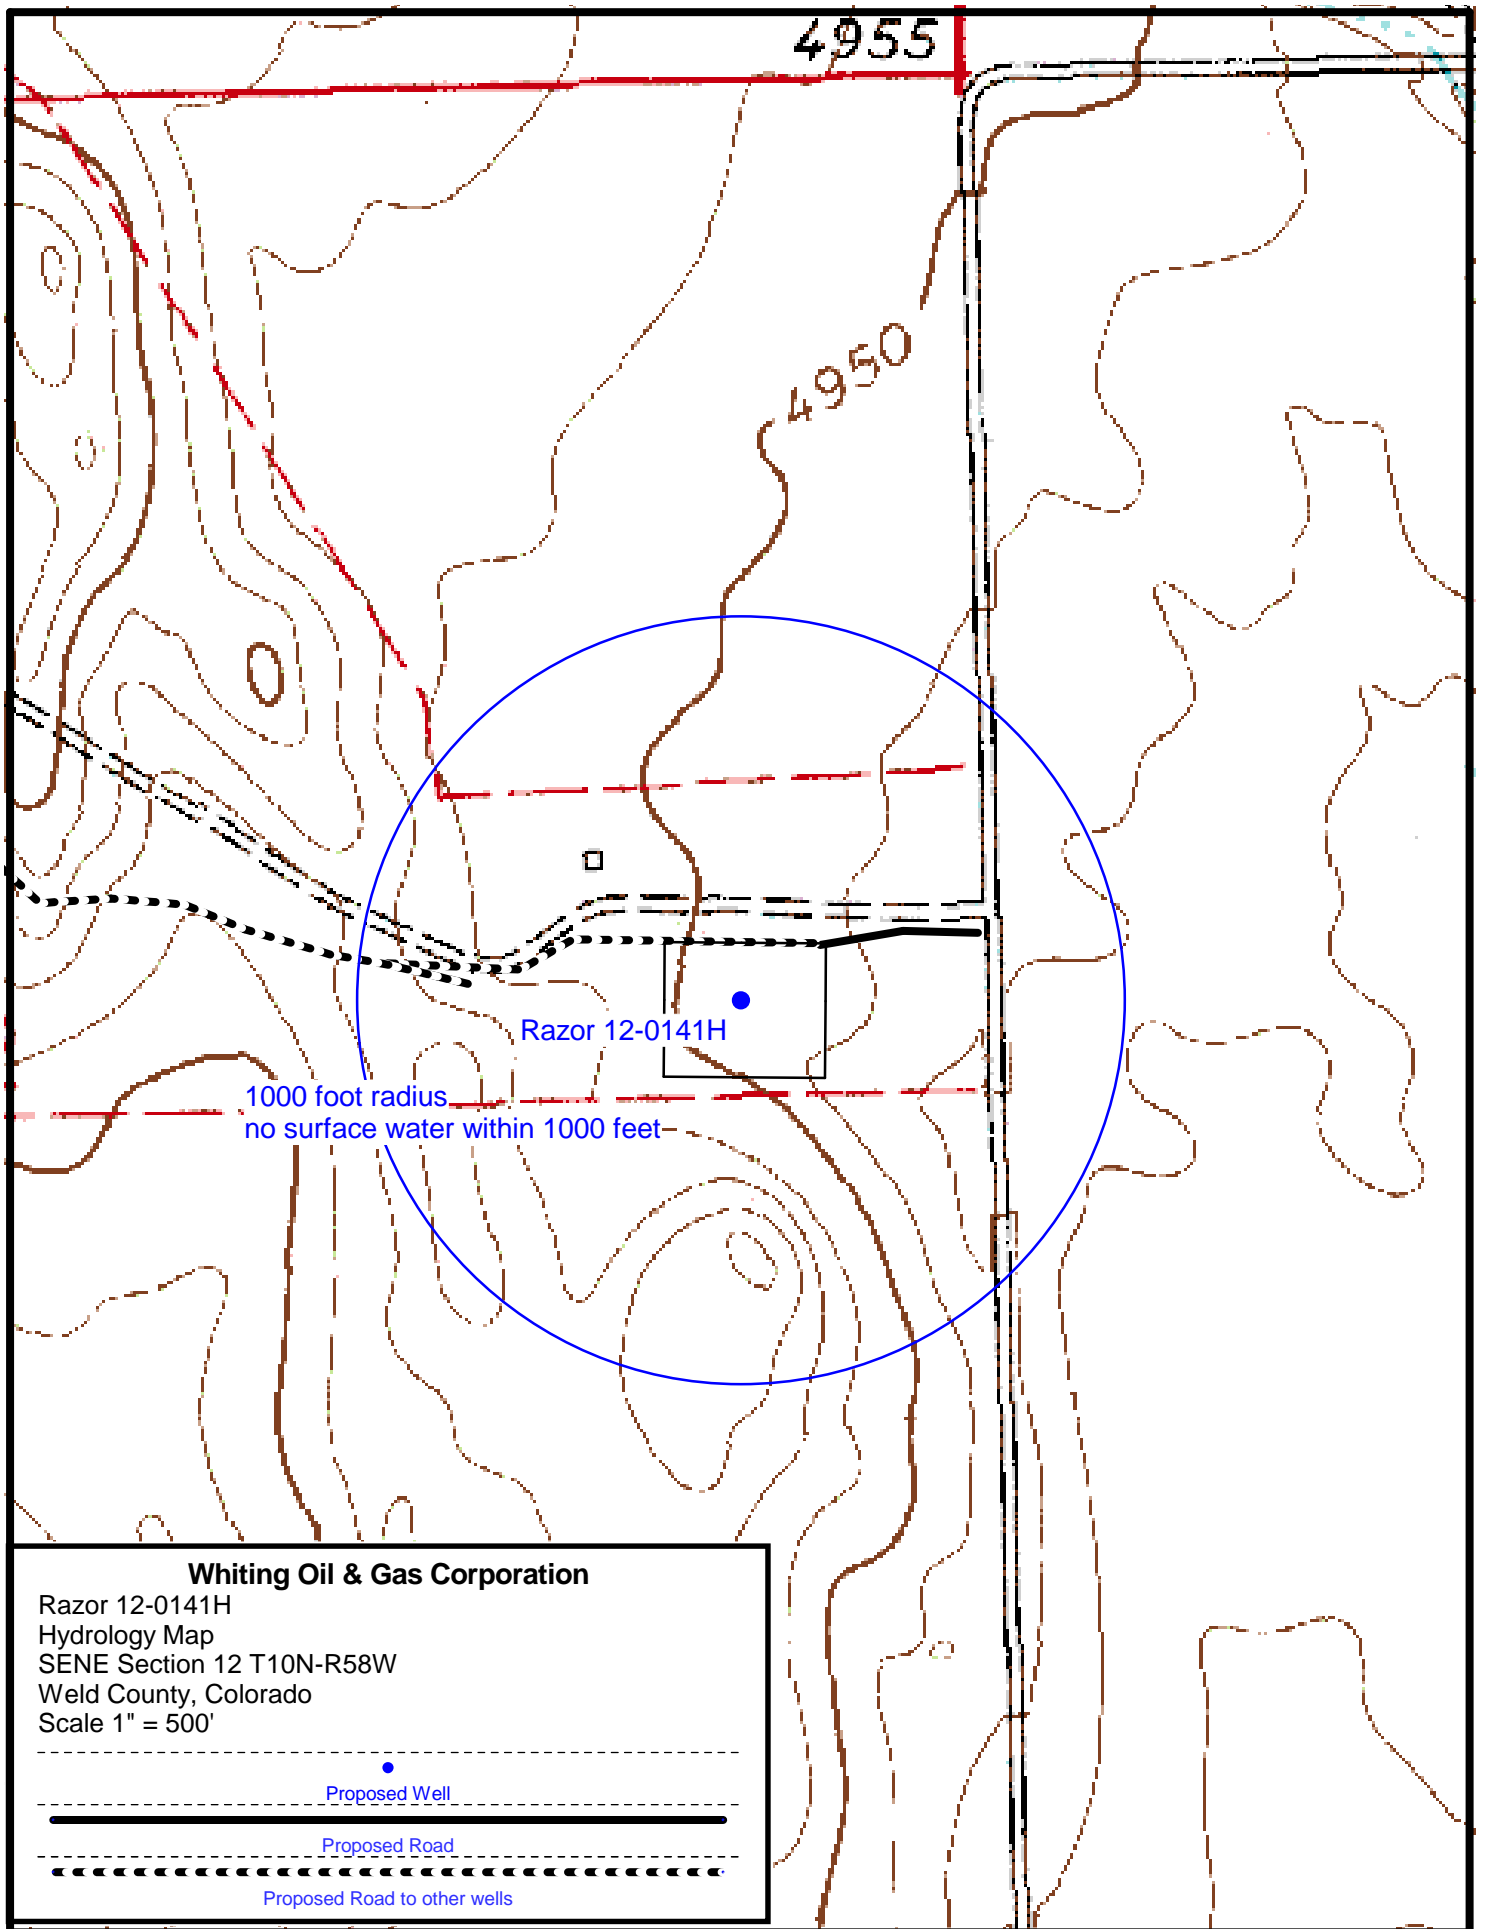 4955
4950
Razor 12-0141H
1000 foot radius
no surface water within 1000 feet
Whiting Oil & Gas Corporation
Razor 12-0141H
Hydrology Map
SENE Section 12 T10N-R58W
Weld County, Colorado
Scale 1" = 500'
Proposed Well
Proposed Road
Proposed Road to other wells